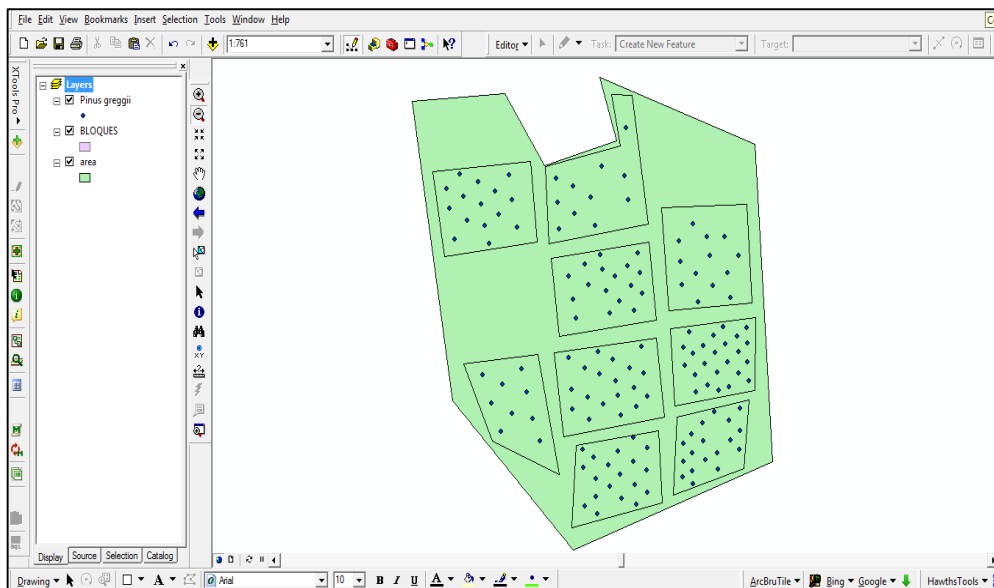 File Edit View Bookmarks Insert Selection Tools Window Help
1:761 Editor Task: Create New Feature Target:
XTools Pro
Layers
Pinus greggii
BLOQUES
area
Display Source Selection Catalog
Drawing A Arial 10 B I U A ArcBruTile Bing Google HawthsTools